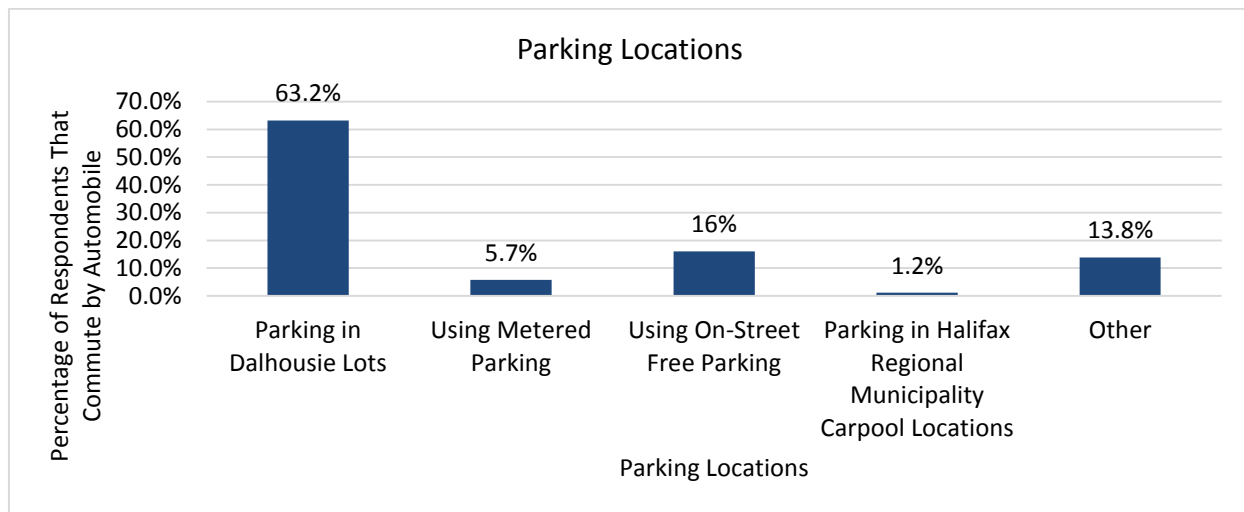 Parking Locations
Percentage of Respondents That
Commute by Automobile
70.0%
60.0%
50.0%
40.0%
30.0%
20.0%
10.0%
0.0%
63.2%
5.7%
16%
1.2%
13.8%
Parking in
Dalhousie Lots
Using Metered
Parking
Using On-Street
Free Parking
Parking in Halifax
Regional
Municipality
Carpool Locations
Other
Parking Locations